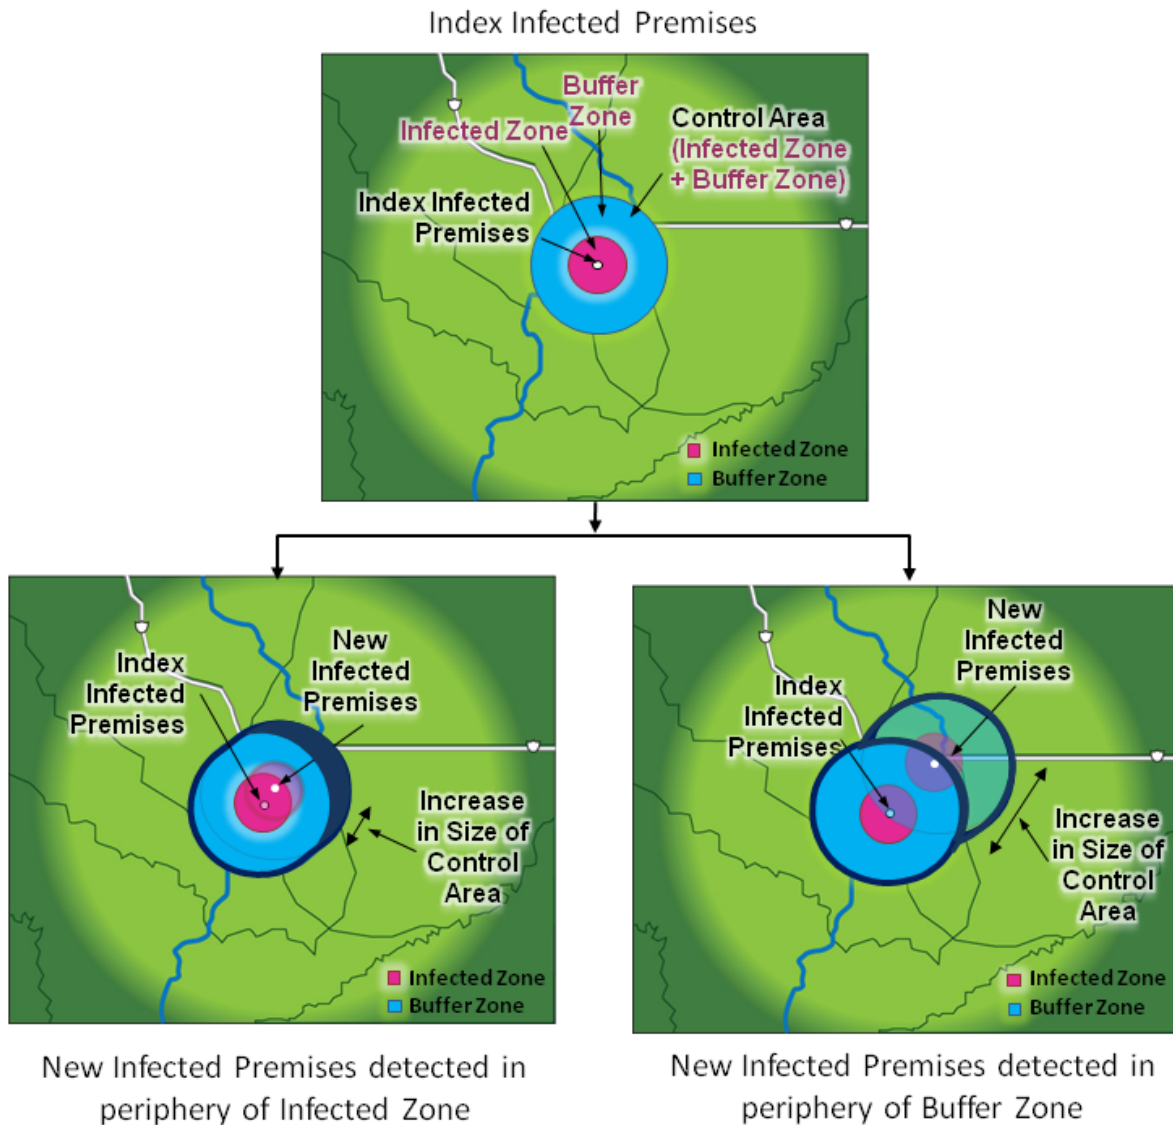 Index Infected Premises
Buffer
Zone
Infected Zone
Control Area
(Infected Zone
+ Buffer Zone)
Index Infected
Premises
Infected Zone
Buffer Zone
Index
Infected
Premises
New
Infected
Premises
Increase
in Size of
Control
Area
Infected Zone
Buffer Zone
New Infected Premises detected in
periphery of Infected Zone
New
Infected
Premises
Index
Infected
Premises
Increase
in Size of
Control
Area
Infected Zone
Buffer Zone
New Infected Premises detected in
periphery of Buffer Zone